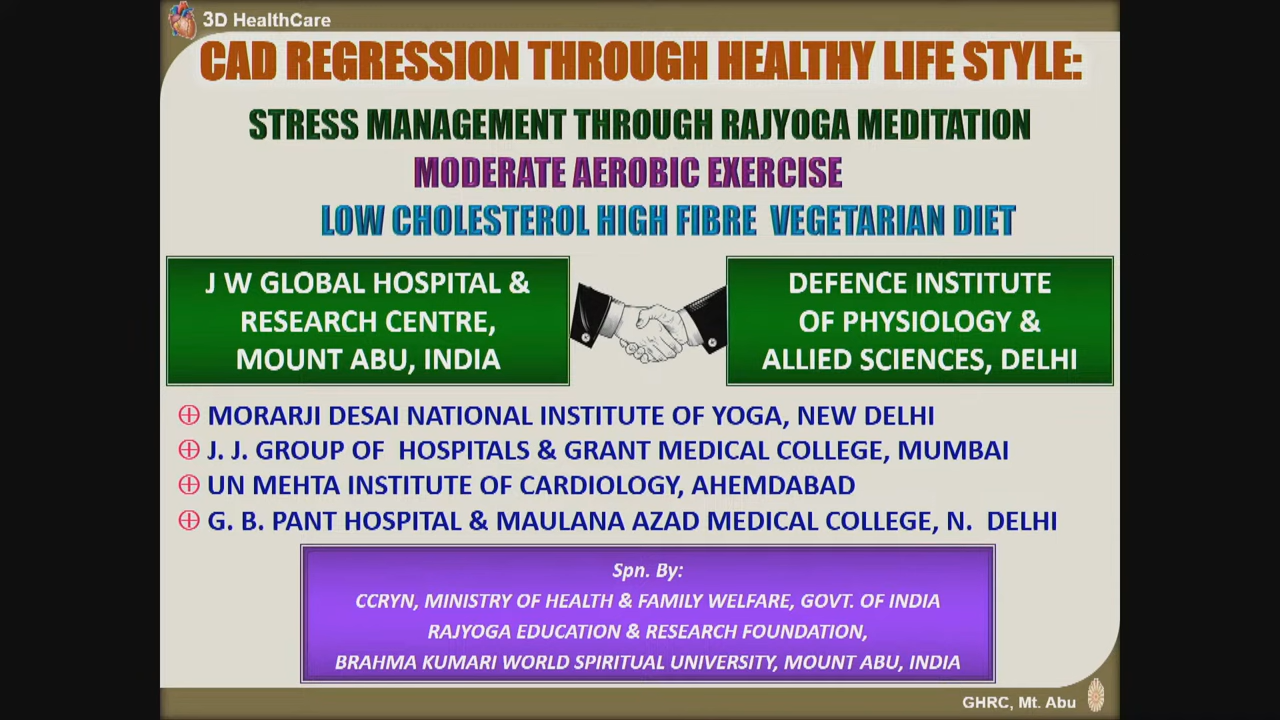 3D HealthCare
CAD REGRESSION THROUGH HEALTHY LIFE STYLE:
STRESS MANAGEMENT THROUGH RAJYOGA MEDITATION
MODERATE AEROBIC EXERCISE
LOW CHOLESTEROL HIGH FIBRE VEGETARIAN DIET
J W GLOBAL HOSPITAL &
RESEARCH CENTRE,
MOUNT ABU, INDIA
DEFENCE INSTITUTE
OF PHYSIOLOGY &
ALLIED SCIENCES, DELHI
MORARJI DESAI NATIONAL INSTITUTE OF YOGA, NEW DELHI
J. J. GROUP OF HOSPITALS & GRANT MEDICAL COLLEGE, MUMBAI
UN MEHTA INSTITUTE OF CARDIOLOGY, AHEMDABAD
G. B. PANT HOSPITAL & MAULANA AZAD MEDICAL COLLEGE, N. DELHI
Spn. By:
CCRYN, MINISTRY OF HEALTH & FAMILY WELFARE, GOVT. OF INDIA
RAJYOGA EDUCATION & RESEARCH FOUNDATION,
BRAHMA KUMARI WORLD SPIRITUAL UNIVERSITY, MOUNT ABU, INDIA
GHRC, Mt. Abu